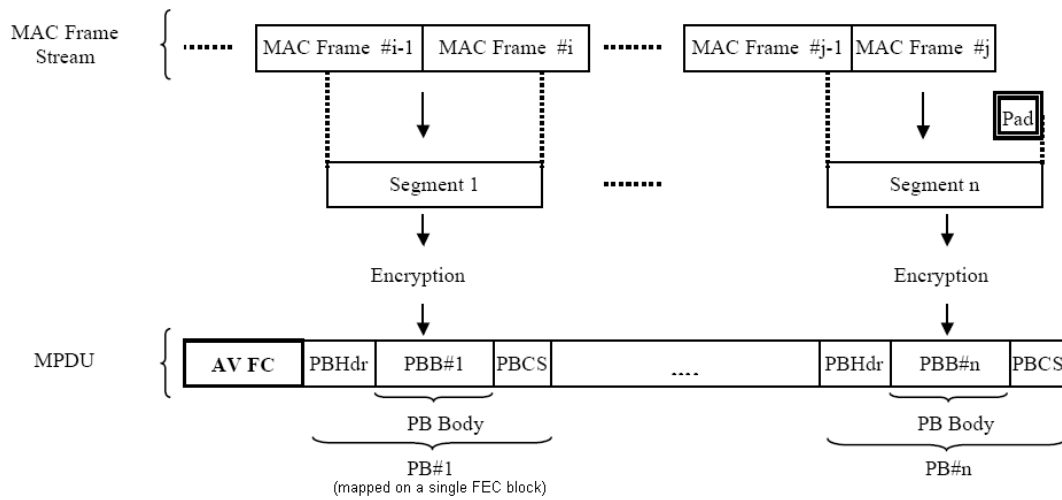 MAC Frame
Stream
MAC Frame #i-1
MAC Frame #i
MAC Frame #j-1
MAC Frame #j
Pad
Segment 1
Segment n
Encryption
Encryption
MPDU
AV FC
PBHdr
PBB#1
PBCS
....
PBHdr
PBB#n
PBCS
PB Body
PB Body
PB#1
PB#n
(mapped on a single FEC block)